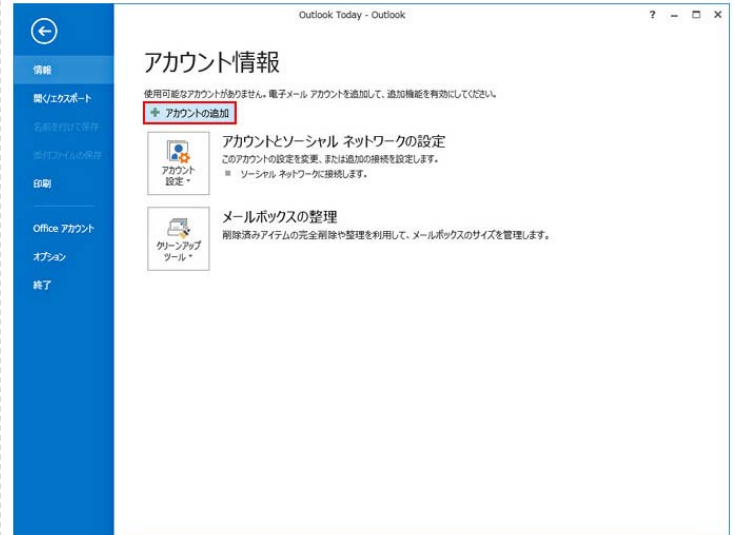 Outlook Today - Outlook
?
情報
開く/エクスポート
名前を付けて保存
添付ファイルの保存
印刷
Office アカウント
オプション
終了
アカウント情報
使用可能なアカウントがありません。電子メール アカウントを追加して、追加機能を有効にしてください。
アカウントの追加
アカウント
設定
アカウントとソーシャル ネットワークの設定
このアカウントの設定を変更、または追加の接続を設定します。
ソーシャル ネットワークに接続します。
クリーンアップ
ツール
メールボックスの整理
削除済みアイテムの完全削除や整理を利用して、メールボックスのサイズを管理します。